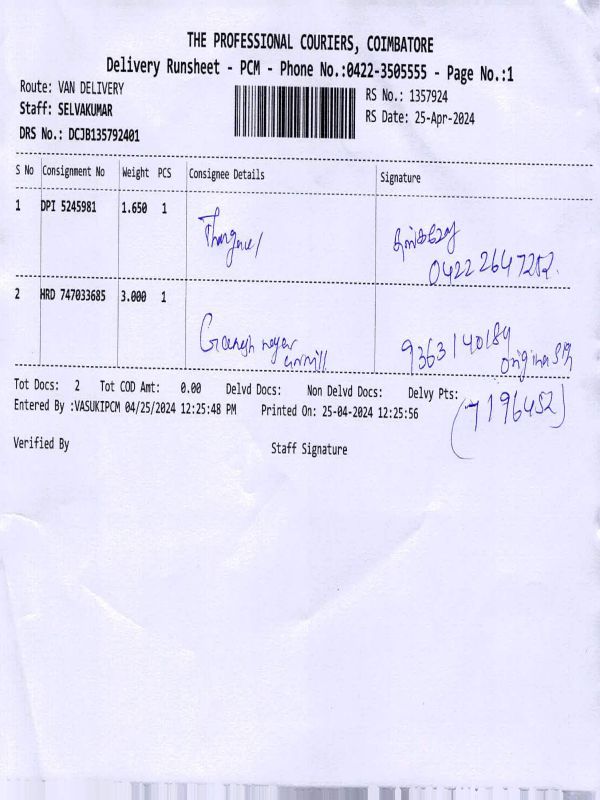 THE PROFESSIONAL COURIERS, COIMBATORE
Delivery Runsheet - PCM - Phone No.:0422-3505555 - Page No.:1
Route: VAN DELIVERY
RS No.: 1357924
Staff: SELVAKUMAR
RS Date: 25-Apr-2024
DRS No.: DCJB135792401
S No Consignment No Weight PCS Consignee Details Signature
1 DPI 5245981 1.650 1
04222647252.
2 HRD 747033685 3.000 1 Ganesh nagar
9363140189
original sig
Tot Docs: 2 Tot COD Amt: 0.00 Delvd Docs: Non Delvd Docs: Delvy Pts:
Entered By :VASUKIPCM 04/25/2024 12:25:48 PM Printed On: 25-04-2024 12:25:56
(7196452)
Verified By Staff Signature